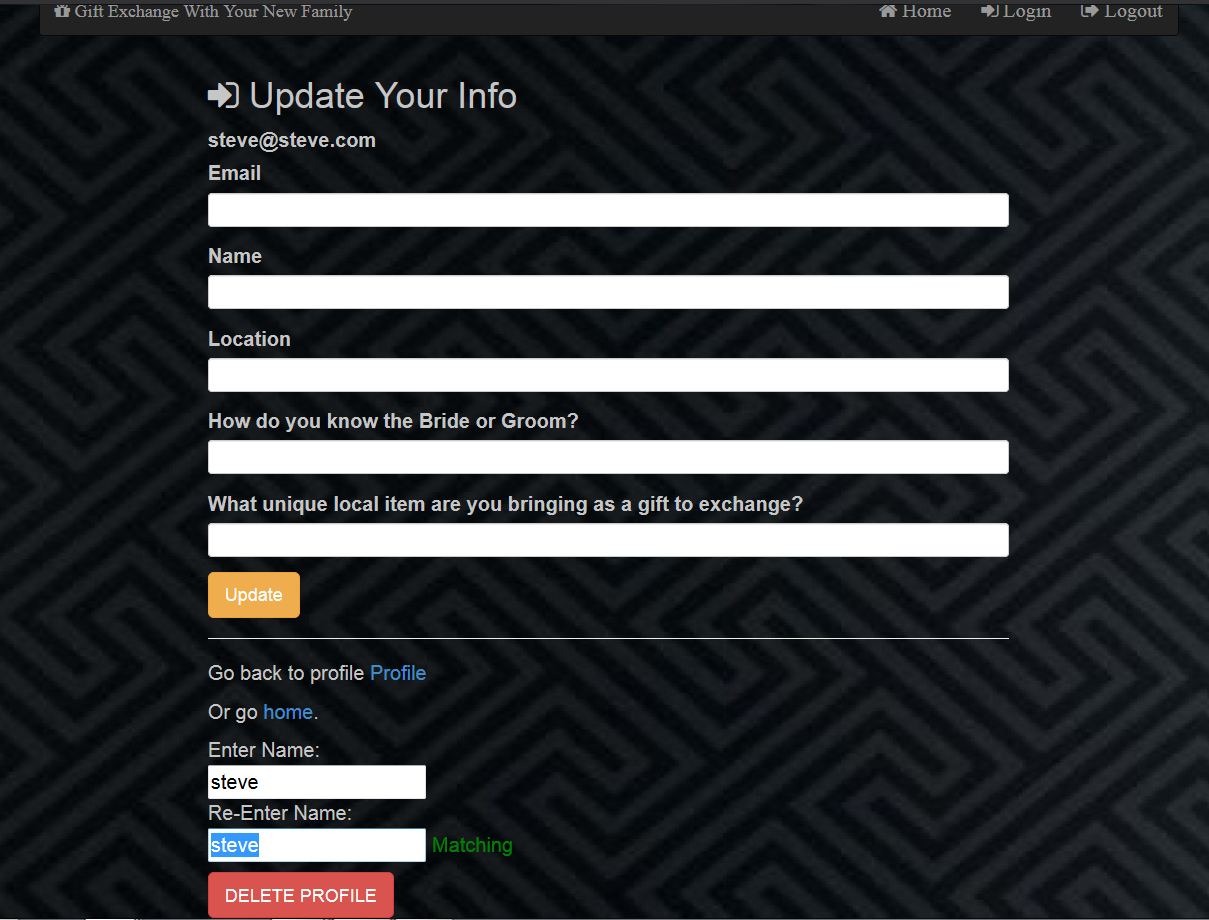 Gift Exchange With Your New Family Home Login Logout
Update Your Info
steve@steve.com
Email
Name
Location
How do you know the Bride or Groom?
What unique local item are you bringing as a gift to exchange?
Update
Go back to profile Profile
Or go home.
Enter Name:
steve
Re-Enter Name:
steve Matching
DELETE PROFILE